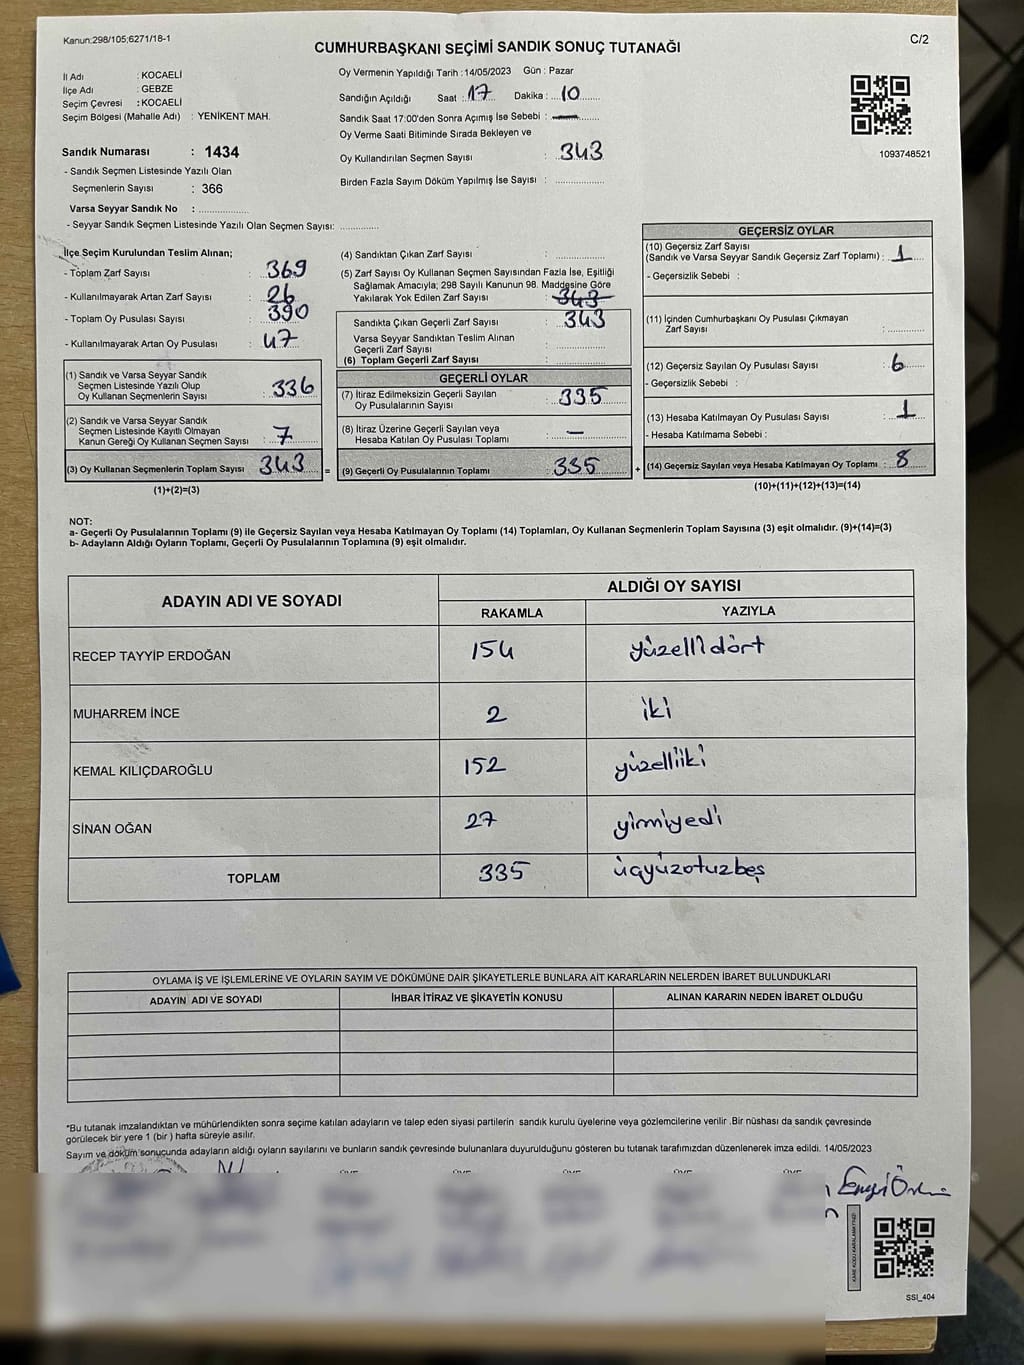 Kanun:298/105;6271/18-1
C/2
CUMHURBAŞKANI SEÇİMİ SANDIK SONUÇ TUTANAĞI
İl Adı : KOCAELİ
İlçe Adı : GEBZE
Seçim Çevresi : KOCAELİ
Seçim Bölgesi (Mahalle Adı) : YENİKENT MAH.
Sandık Numarası : 1434
- Sandık Seçmen Listesinde Yazılı Olan
Seçmenlerin Sayısı : 366
Varsa Seyyar Sandık No : ..................
- Seyyar Sandık Seçmen Listesinde Yazılı Olan Seçmen Sayısı: ..............
Oy Vermenin Yapıldığı Tarih :14/05/2023 Gün : Pazar
Sandığın Açıldığı Saat : 17 Dakika : 10
Sandık Saat 17:00'den Sonra Açımış İse Sebebi :
Oy Verme Saati Bitiminde Sırada Bekleyen ve
Oy Kullandırılan Seçmen Sayısı : 343
Birden Fazla Sayım Döküm Yapılmış İse Sayısı : ..................
1093748521
İlçe Seçim Kurulundan Teslim Alınan;
- Toplam Zarf Sayısı : 369
- Kullanılmayarak Artan Zarf Sayısı : 26
- Toplam Oy Pusulası Sayısı : 390
- Kullanılmayarak Artan Oy Pusulası : 47
(1) Sandık ve Varsa Seyyar Sandık
Seçmen Listesinde Yazılı Olup
Oy Kullanan Seçmenlerin Sayısı : 336
(2) Sandık ve Varsa Seyyar Sandık
Seçmen Listesinde Kayıtlı Olmayan
Kanun Gereği Oy Kullanan Seçmen Sayısı : 7
(3) Oy Kullanan Seçmenlerin Toplam Sayısı : 343 =
(1)+(2)=(3)
(4) Sandıktan Çıkan Zarf Sayısı : ..................
(5) Zarf Sayısı Oy Kullanan Seçmen Sayısından Fazla İse, Eşitliği
Sağlamak Amacıyla; 298 Sayılı Kanunun 98. Maddesine Göre
Yakılarak Yok Edilen Zarf Sayısı : 343
Sandıkta Çıkan Geçerli Zarf Sayısı : 343
Varsa Seyyar Sandıktan Teslim Alınan
Geçerli Zarf Sayısı : ..................
(6) Toplam Geçerli Zarf Sayısı : ..................
GEÇERLİ OYLAR
(7) İtiraz Edilmeksizin Geçerli Sayılan
Oy Pusulalarının Sayısı : 335
(8) İtiraz Üzerine Geçerli Sayılan veya
Hesaba Katılan Oy Pusulası Toplamı : —
(9) Geçerli Oy Pusulalarının Toplamı : 335 +
GEÇERSİZ OYLAR
(10) Geçersiz Zarf Sayısı
(Sandık ve Varsa Seyyar Sandık Geçersiz Zarf Toplamı) : 1
- Geçersizlik Sebebi :
(11) İçinden Cumhurbaşkanı Oy Pusulası Çıkmayan
Zarf Sayısı : ..................
(12) Geçersiz Sayılan Oy Pusulası Sayısı : 6
- Geçersizlik Sebebi :
(13) Hesaba Katılmayan Oy Pusulası Sayısı : 1
- Hesaba Katılmama Sebebi :
(14) Geçersiz Sayılan veya Hesaba Katılmayan Oy Toplamı : 8
(10)+(11)+(12)+(13)=(14)
NOT:
a- Geçerli Oy Pusulalarının Toplamı (9) ile Geçersiz Sayılan veya Hesaba Katılmayan Oy Toplamı (14) Toplamları, Oy Kullanan Seçmenlerin Toplam Sayısına (3) eşit olmalıdır. (9)+(14)=(3)
b- Adayların Aldığı Oyların Toplamı, Geçerli Oy Pusulalarının Toplamına (9) eşit olmalıdır.
ADAYIN ADI VE SOYADI
ALDIĞI OY SAYISI
RAKAMLA YAZIYLA
RECEP TAYYİP ERDOĞAN 154 yüzellidört
MUHARREM İNCE 2 iki
KEMAL KILIÇDAROĞLU 152 yüzelliiki
SİNAN OĞAN 27 yirmiyedi
TOPLAM 335 üçyüzotuzbeş
OYLAMA İŞ VE İŞLEMLERİNE VE OYLARIN SAYIM VE DÖKÜMÜNE DAİR ŞİKAYETLERLE BUNLARA AİT KARARLARIN NELERDEN İBARET BULUNDUKLARI
ADAYIN ADI VE SOYADI İHBAR İTİRAZ VE ŞİKAYETİN KONUSU ALINAN KARARIN NEDEN İBARET OLDUĞU
"Bu tutanak imzalandıktan ve mühürlendikten sonra seçime katılan adayların ve talep eden siyasi partilerin sandık kurulu üyelerine veya gözlemcilerine verilir .Bir nüshası da sandık çevresinde
görülecek bir yere 1 (bir ) hafta süreyle asılır.
Sayım ve döküm sonucunda adayların aldığı oyların sayılarını ve bunların sandık çevresinde bulunanlara duyurulduğunu gösteren bu tutanak tarafımızdan düzenlenerek imza edildi. 14/05/2023
SSI_404